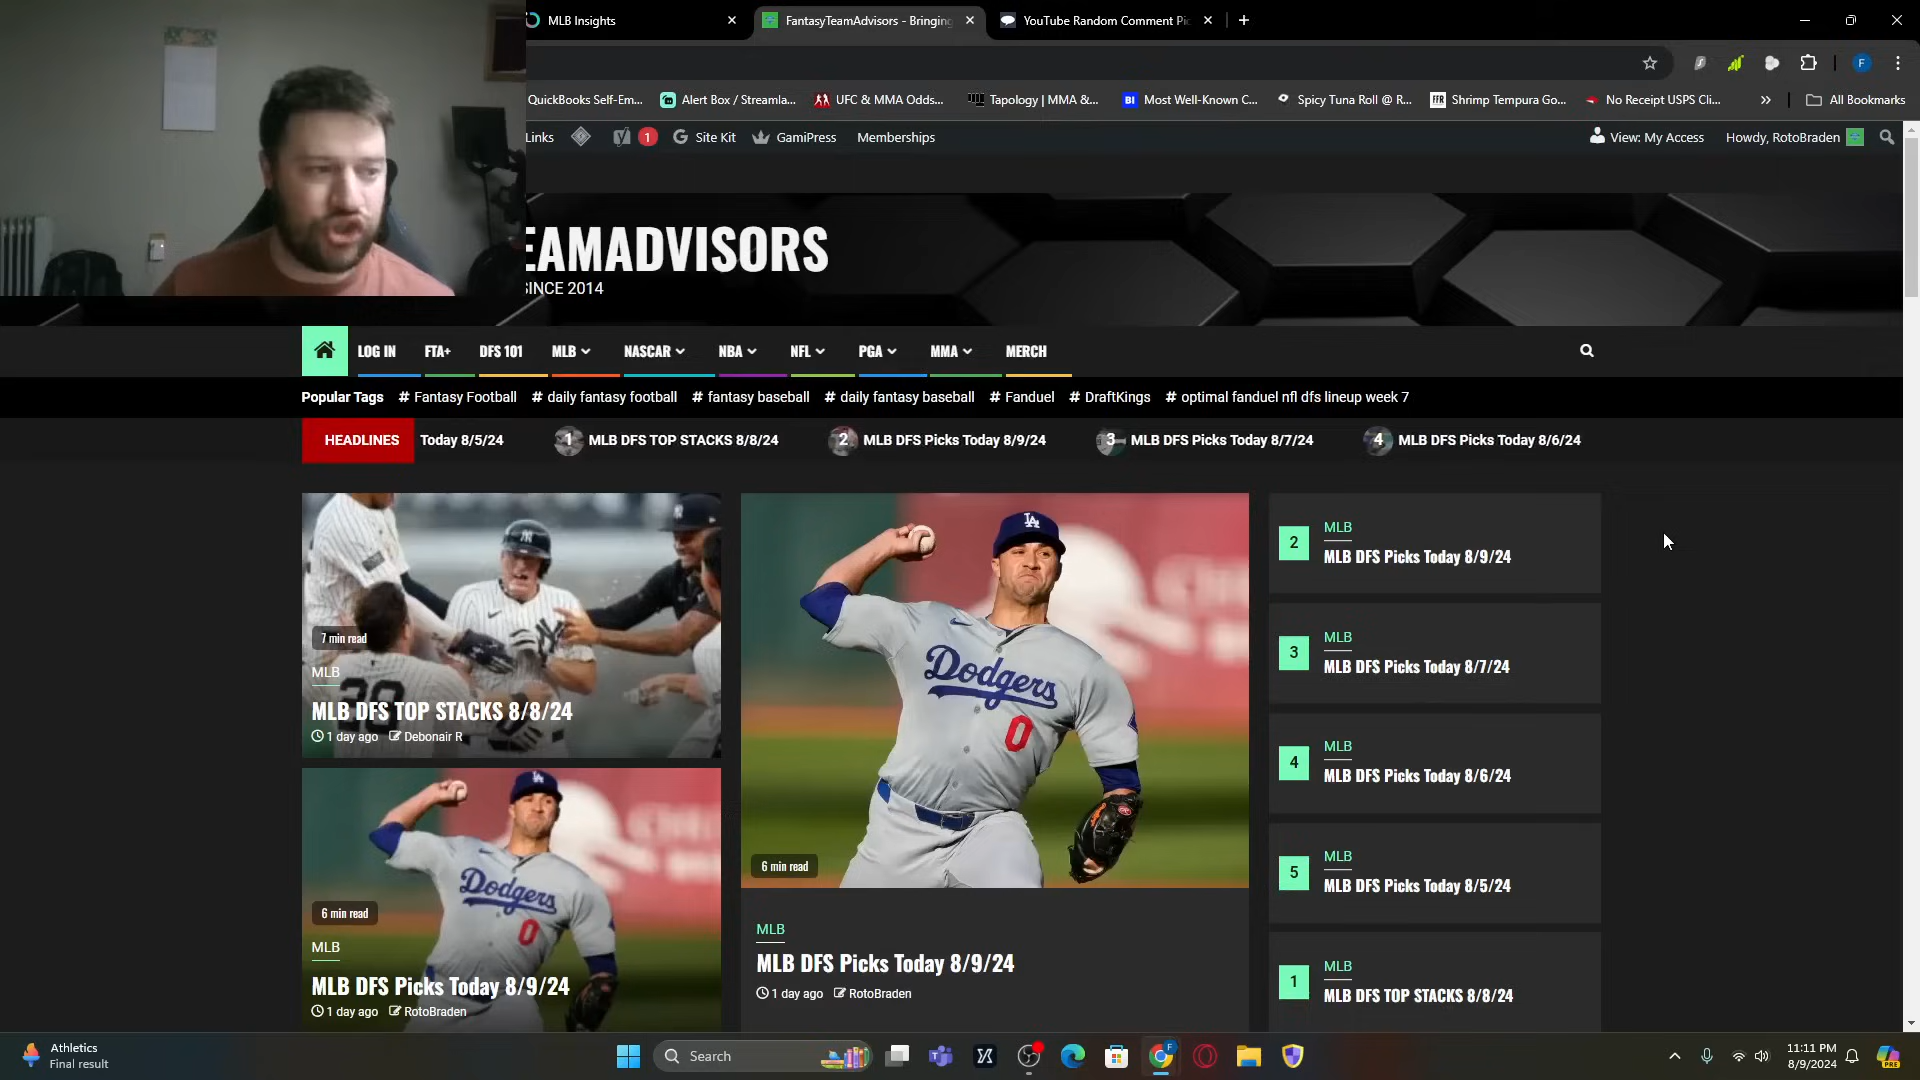 MLB Insights
FantasyTeamAdvisors - Bringing
YouTube Random Comment Pi
QuickBooks Self-Em...
Alert Box / Streamla...
UFC & MMA Odds...
Tapology | MMA &...
BI Most Well-Known C...
Spicy Tuna Roll @ R...
FFR Shrimp Tempura Go...
No Receipt USPS Cli...
»
All Bookmarks
F
Links
1
G Site Kit
GamiPress
Memberships
View: My Access
Howdy, RotoBraden
EAMADVISORS
SINCE 2014
LOG IN
FTA+
DFS 101
MLB
NASCAR
NBA
NFL
PGA
MMA
MERCH
Popular Tags
# Fantasy Football
# daily fantasy football
# fantasy baseball
# daily fantasy baseball
# Fanduel
# DraftKings
# optimal fanduel nfl dfs lineup week 7
HEADLINES
Today 8/5/24
1 MLB DFS TOP STACKS 8/8/24
2 MLB DFS Picks Today 8/9/24
3 MLB DFS Picks Today 8/7/24
4 MLB DFS Picks Today 8/6/24
7 min read
MLB
MLB DFS TOP STACKS 8/8/24
1 day ago Debonair R
6 min read
MLB
MLB DFS Picks Today 8/9/24
1 day ago RotoBraden
LA
Dodgers
0
6 min read
MLB
MLB DFS Picks Today 8/9/24
1 day ago RotoBraden
2
MLB
MLB DFS Picks Today 8/9/24
3
MLB
MLB DFS Picks Today 8/7/24
4
MLB
MLB DFS Picks Today 8/6/24
5
MLB
MLB DFS Picks Today 8/5/24
1
MLB
MLB DFS TOP STACKS 8/8/24
Athletics
Final result
Search
11:11 PM
8/9/2024